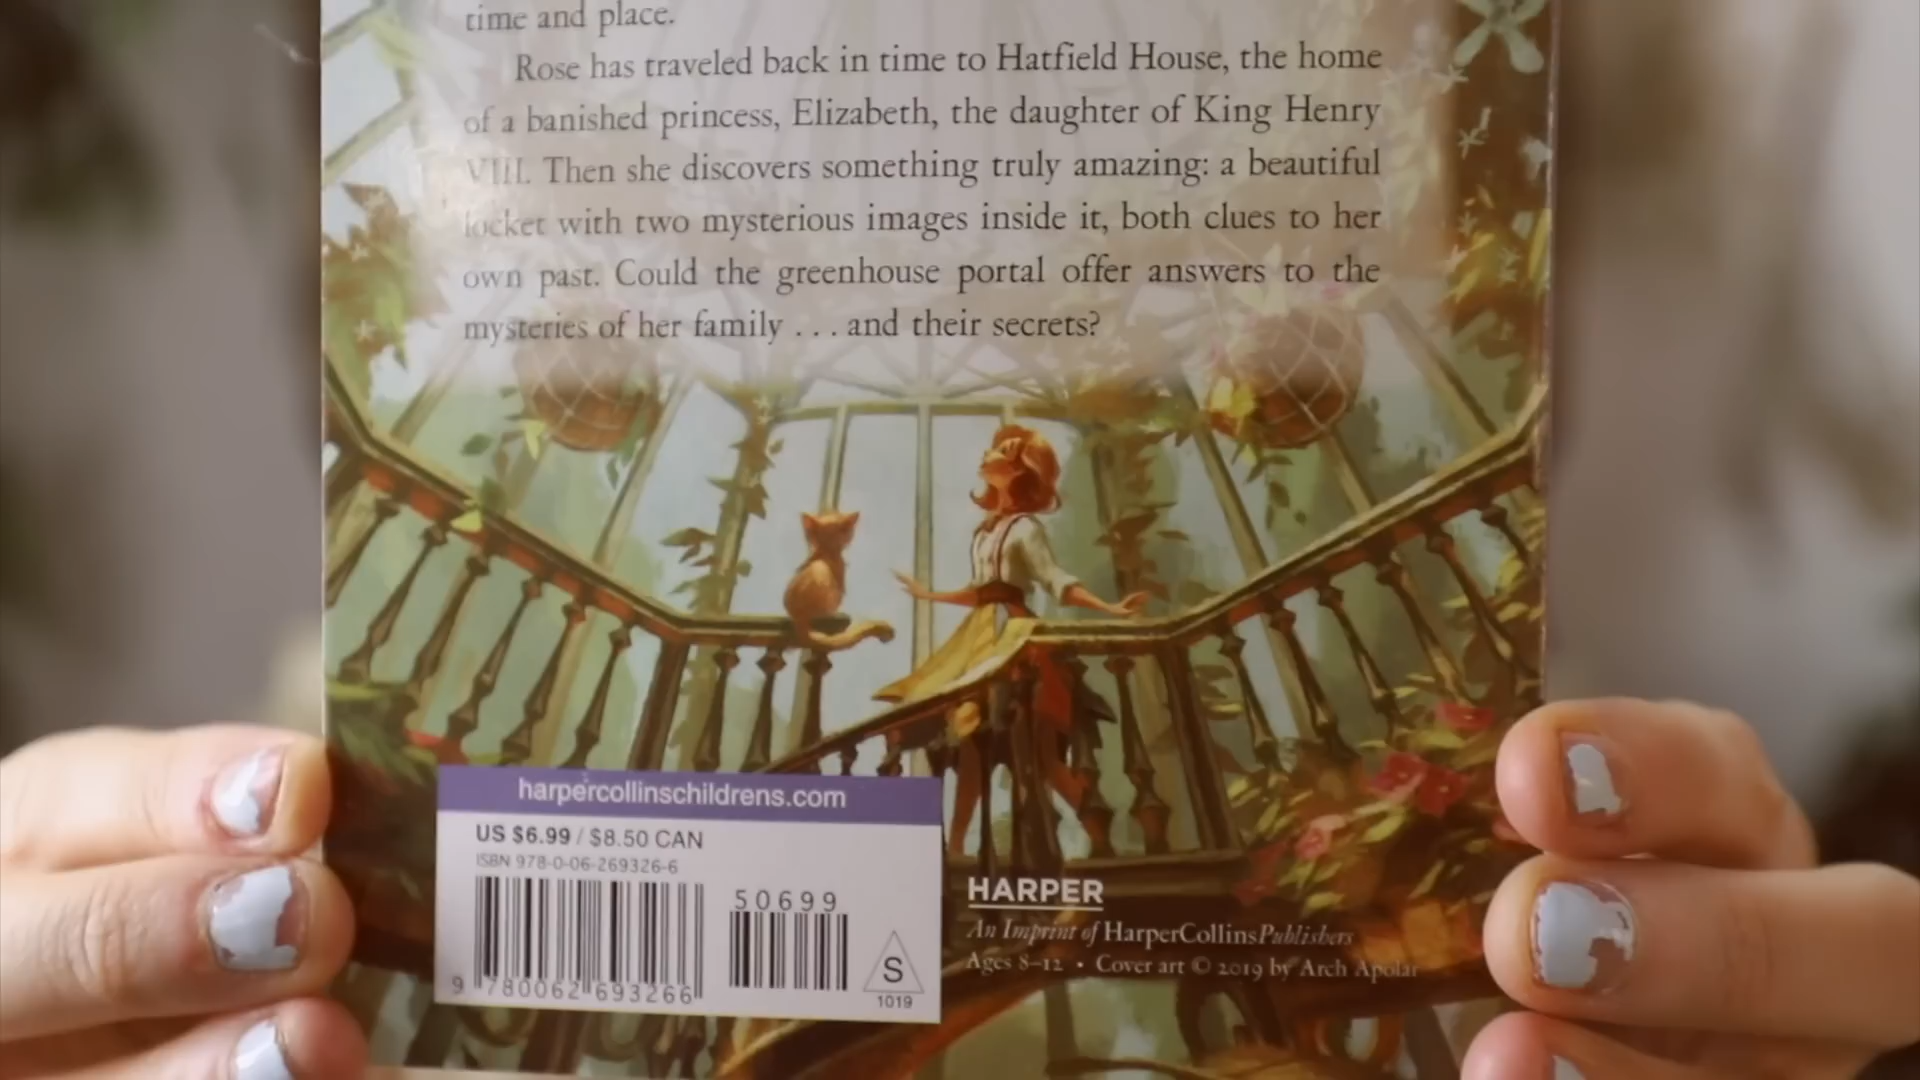 time and place.
Rose has traveled back in time to Hatfield House, the home
of a banished princess, Elizabeth, the daughter of King Henry
VIII. Then she discovers something truly amazing: a beautiful
locket with two mysterious images inside it, both clues to her
own past. Could the greenhouse portal offer answers to the
mysteries of her family . . . and their secrets?
harpercollinschildrens.com
US $6.99 / $8.50 CAN
ISBN 978-0-06-269326-6
50699
9 780062 693266
S
1019
HARPER
An Imprint of HarperCollinsPublishers
Ages 8–12 • Cover art © 2019 by Arch Apolar